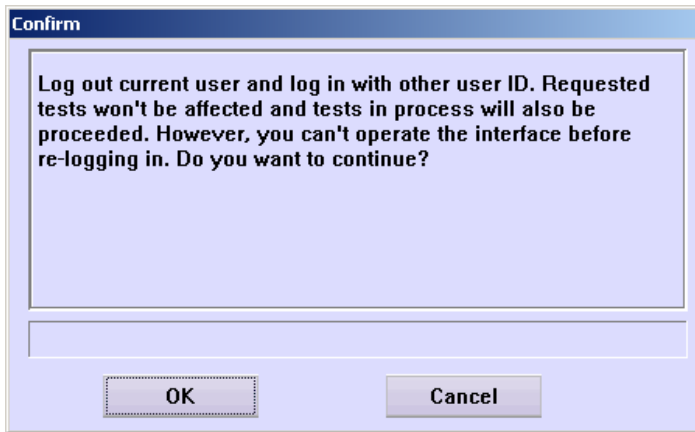 Confirm
Log out current user and log in with other user ID. Requested
tests won't be affected and tests in process will also be
proceeded. However, you can't operate the interface before
re-logging in. Do you want to continue?
OK
Cancel